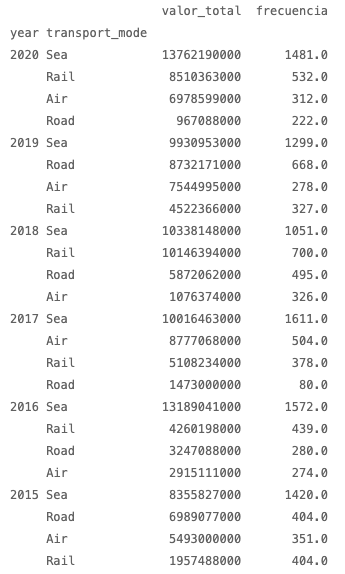 valor_total frecuencia
year transport_mode
2020 Sea 13762190000 1481.0
Rail 8510363000 532.0
Air 6978599000 312.0
Road 967088000 222.0
2019 Sea 9930953000 1299.0
Road 8732171000 668.0
Air 7544995000 278.0
Rail 4522366000 327.0
2018 Sea 10338148000 1051.0
Rail 10146394000 700.0
Road 5872062000 495.0
Air 1076374000 326.0
2017 Sea 10016463000 1611.0
Air 8777068000 504.0
Rail 5108234000 378.0
Road 1473000000 80.0
2016 Sea 13189041000 1572.0
Rail 4260198000 439.0
Road 3247088000 280.0
Air 2915111000 274.0
2015 Sea 8355827000 1420.0
Road 6989077000 404.0
Air 5493000000 351.0
Rail 1957488000 404.0